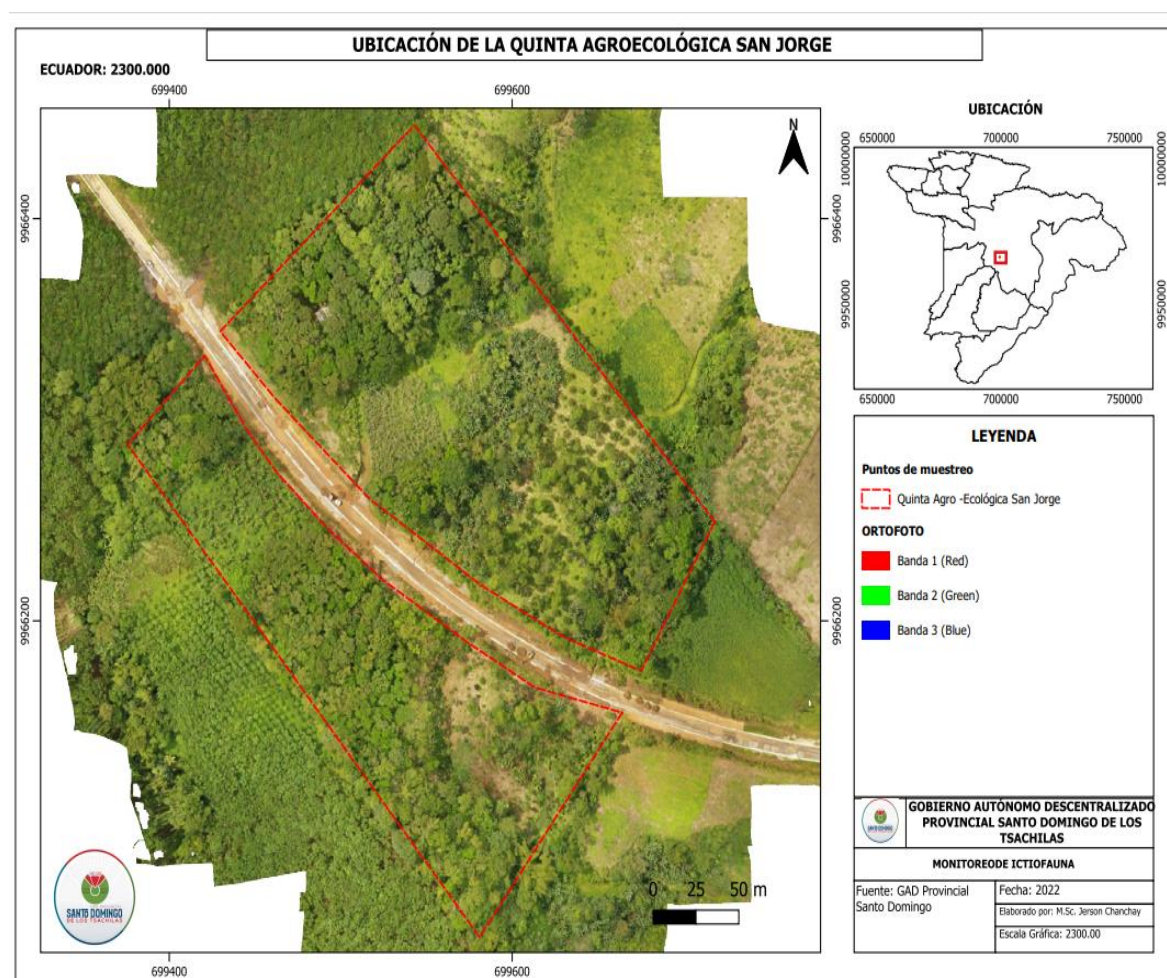 UBICACIÓN DE LA QUINTA AGROECOLÓGICA SAN JORGE
ECUADOR: 2300.000
699400
699600
9966400
9966200
9966400
9966200
699400
699600
N
0 25 50 m
SANTO DOMINGO
DE LOS TSÁCHILAS
UBICACIÓN
650000 700000 750000
10000000
9950000
10000000
9950000
650000 700000 750000
LEYENDA
Puntos de muestreo
Quinta Agro -Ecológica San Jorge
ORTOFOTO
Banda 1 (Red)
Banda 2 (Green)
Banda 3 (Blue)
GOBIERNO AUTÓNOMO DESCENTRALIZADO
PROVINCIAL SANTO DOMINGO DE LOS
TSACHILAS
MONITOREODE ICTIOFAUNA
Fuente: GAD Provincial
Santo Domingo
Fecha: 2022
Elaborado por: M.Sc. Jerson Chanchay
Escala Gráfica: 2300.00